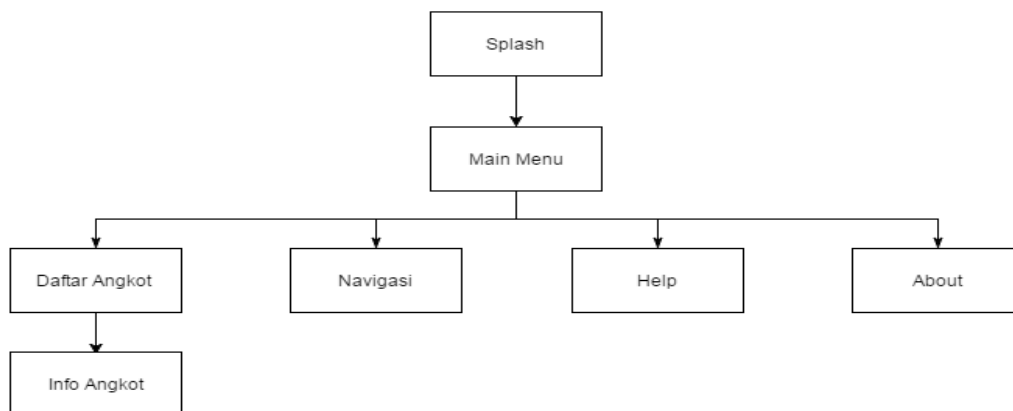 Splash
Main Menu
Daftar Angkot
Navigasi
Help
About
Info Angkot